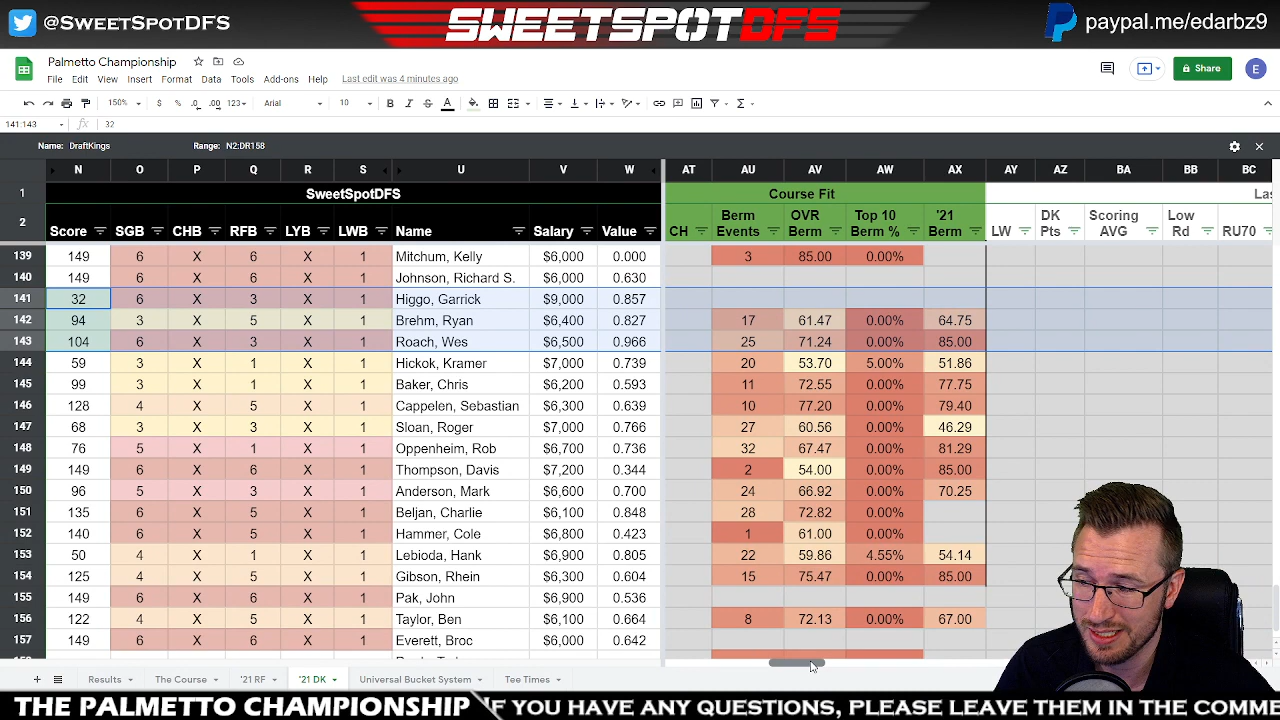 @SWEETSPOTDFS
SWEETSPOTDFS
paypal.me/edarbz9
Palmetto Championship
File Edit View Insert Format Data Tools Add-ons Help Last edit was 4 minutes ago
Share
E
150% $ % .0 .00 123 Arial 10 B I S A
141:143 fx 32
Name: DraftKings Range: N2:DR158
N O P Q R S U V W AT AU AV AW AX AY AZ BA BB BC
1 SweetSpotDFS Course Fit Las
2 Score SGB CHB RFB LYB LWB Name Salary Value CH Berm Events OVR Berm Top 10 Berm % '21 Berm LW DK Pts Scoring AVG Low Rd RU70
139 149 6 X 6 X 1 Mitchum, Kelly $6,000 0.000 3 85.00 0.00%
140 149 6 X 6 X 1 Johnson, Richard S. $6,000 0.630
141 32 6 X 3 X 1 Higgo, Garrick $9,000 0.857
142 94 3 X 5 X 1 Brehm, Ryan $6,400 0.827 17 61.47 0.00% 64.75
143 104 6 X 3 X 1 Roach, Wes $6,500 0.966 25 71.24 0.00% 85.00
144 59 3 X 1 X 1 Hickok, Kramer $7,000 0.739 20 53.70 5.00% 51.86
145 99 3 X 1 X 1 Baker, Chris $6,200 0.593 11 72.55 0.00% 77.75
146 128 4 X 5 X 1 Cappelen, Sebastian $6,300 0.639 10 77.20 0.00% 79.40
147 68 3 X 3 X 1 Sloan, Roger $7,000 0.766 27 60.56 0.00% 46.29
148 76 5 X 1 X 1 Oppenheim, Rob $6,700 0.736 32 67.47 0.00% 81.29
149 149 6 X 6 X 1 Thompson, Davis $7,200 0.344 2 54.00 0.00% 85.00
150 96 5 X 3 X 1 Anderson, Mark $6,600 0.700 24 66.92 0.00% 70.25
151 135 6 X 5 X 1 Beljan, Charlie $6,100 0.848 28 72.82 0.00%
152 140 6 X 5 X 1 Hammer, Cole $6,800 0.423 1 61.00 0.00%
153 50 4 X 1 X 1 Lebioda, Hank $6,900 0.805 22 59.86 4.55% 54.14
154 125 4 X 5 X 1 Gibson, Rhein $6,300 0.604 15 75.47 0.00% 85.00
155 149 6 X 6 X 1 Pak, John $6,900 0.536
156 122 4 X 5 X 1 Taylor, Ben $6,100 0.664 8 72.13 0.00% 67.00
157 149 6 X 6 X 1 Everett, Broc $6,000 0.642
Results The Course '21 RF '21 DK Universal Bucket System Tee Times
THE PALMETTO CHAMPIONSHIP IF YOU HAVE ANY QUESTIONS, PLEASE LEAVE THEM IN THE COMME